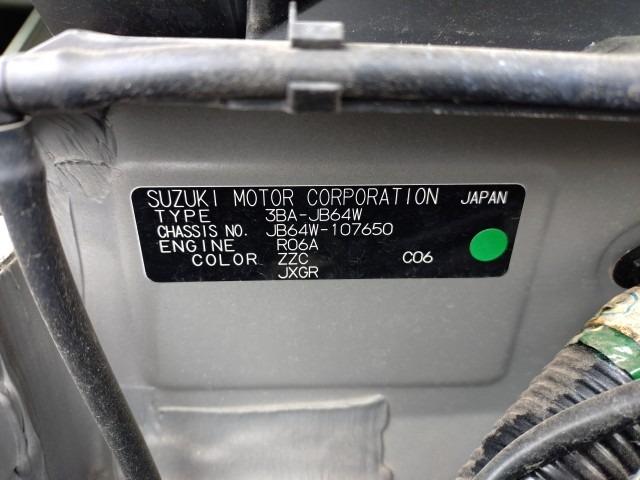 SUZUKI MOTOR CORPORATION JAPAN
TYPE 3BA-JB64W
CHASSIS NO. JB64W-107650
ENGINE R06A
COLOR ZZC C06
JXGR